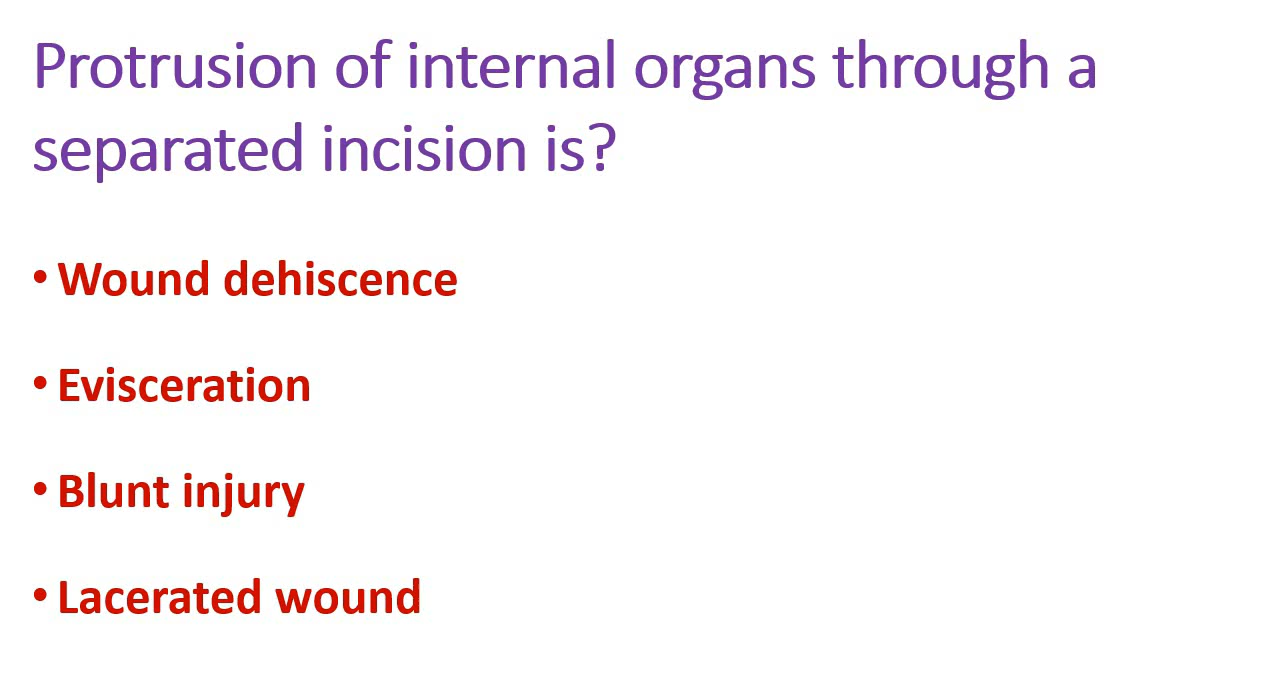 Protrusion of internal organs through a
separated incision is?
• Wound dehiscence
• Evisceration
• Blunt injury
• Lacerated wound